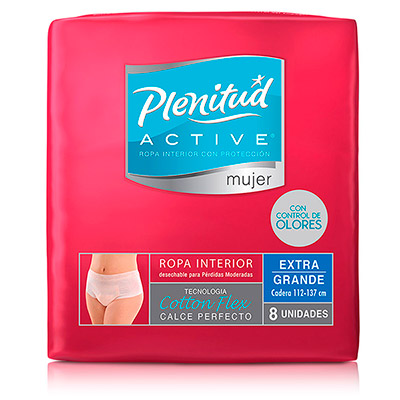 Plenitud
ACTIVE®
ROPA INTERIOR CON PROTECCIÓN
mujer
CON
CONTROL DE
OLORES
ROPA INTERIOR
desechable para Pérdidas Moderadas
TECNOLOGIA
Cotton Flex
CALCE PERFECTO
EXTRA
GRANDE
Cadera 112-137 cm
8 UNIDADES